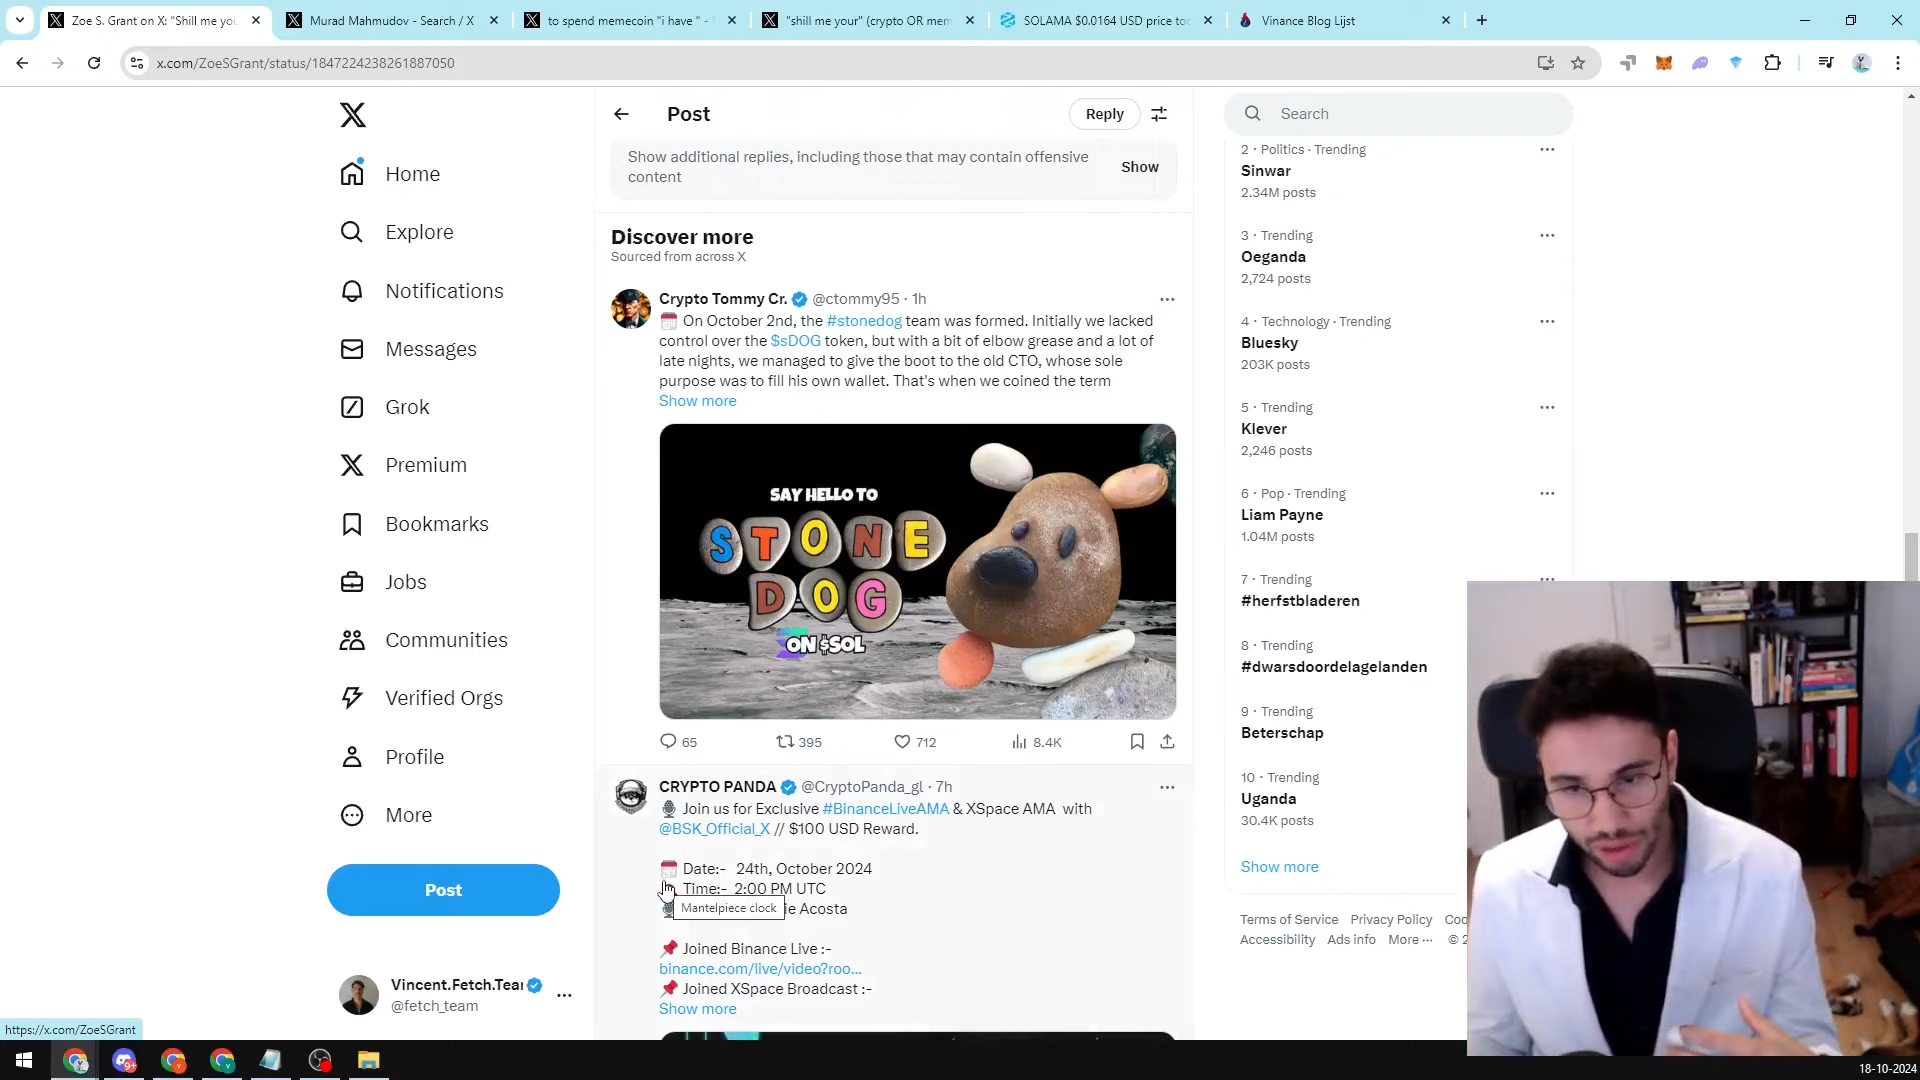 Zoe S. Grant on X: "Shill me you
Murad Mahmudov - Search / X
to spend memecoin "i have " -
"shill me your" (crypto OR mem
SOLAMA $0.0164 USD price to
Vinance Blog Lijst
x.com/ZoeSGrant/status/1847224238261887050
Home
Explore
Notifications
Messages
Grok
Premium
Bookmarks
Jobs
Communities
Verified Orgs
Profile
More
Post
Vincent.Fetch.Tea
@fetch_team
https://x.com/ZoeSGrant
Post
Reply
Show additional replies, including those that may contain offensive
content
Show
Discover more
Sourced from across X
Crypto Tommy Cr. @ctommy95 · 1h
On October 2nd, the #stonedog team was formed. Initially we lacked
control over the $sDOG token, but with a bit of elbow grease and a lot of
late nights, we managed to give the boot to the old CTO, whose sole
purpose was to fill his own wallet. That's when we coined the term
Show more
SAY HELLO TO
STONE
DOG
ON $SOL
65 395 712 8.4K
CRYPTO PANDA @CryptoPanda_gl · 7h
Join us for Exclusive #BinanceLiveAMA & XSpace AMA with
@BSK_Official_X // $100 USD Reward.
Date:- 24th, October 2024
Time:- 2:00 PM UTC
Mantelpiece clock
ie Acosta
Joined Binance Live :-
binance.com/live/video?roo...
Joined XSpace Broadcast :-
Show more
Search
2 · Politics · Trending
Sinwar
2.34M posts
3 · Trending
Oeganda
2,724 posts
4 · Technology · Trending
Bluesky
203K posts
5 · Trending
Klever
2,246 posts
6 · Pop · Trending
Liam Payne
1.04M posts
7 · Trending
#herfstbladeren
8 · Trending
#dwarsdoordelagelanden
9 · Trending
Beterschap
10 · Trending
Uganda
30.4K posts
Show more
Terms of Service Privacy Policy Coo
Accessibility Ads info More ··· © 2
9+
18-10-2024